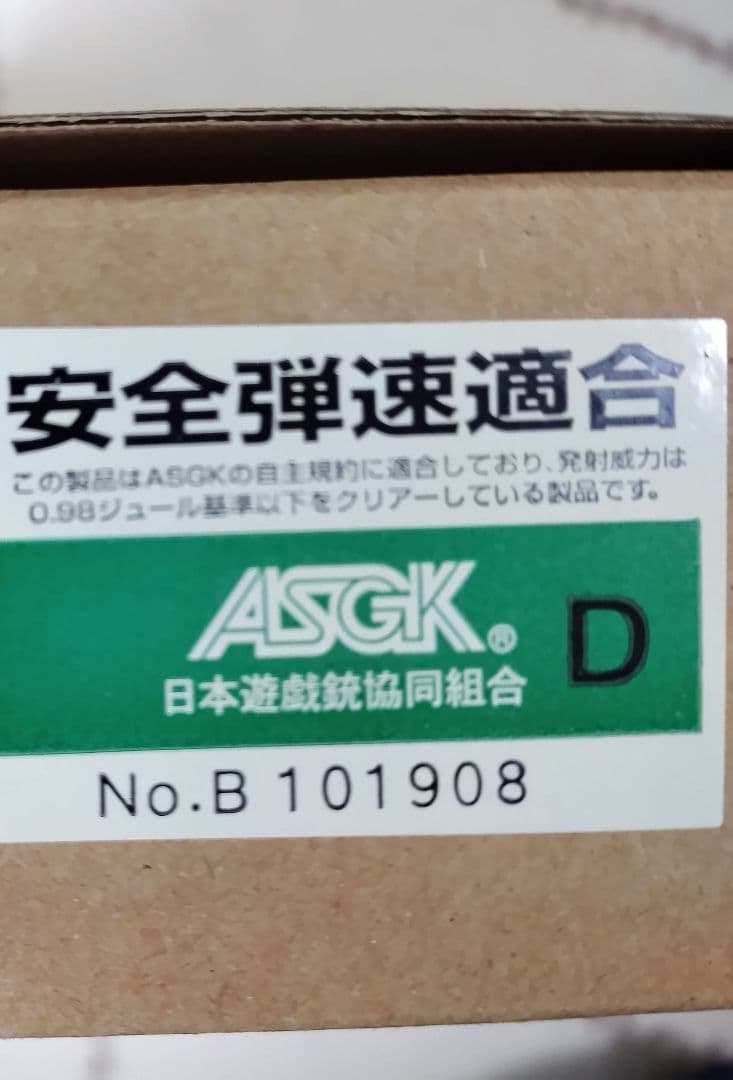 安全弾速適合
この製品はASGKの自主規約に適合しており、発射威力は
0.98ジュール基準以下をクリアーしている製品です。
ASGK®
D
日本遊戯銃協同組合
No.B 101908